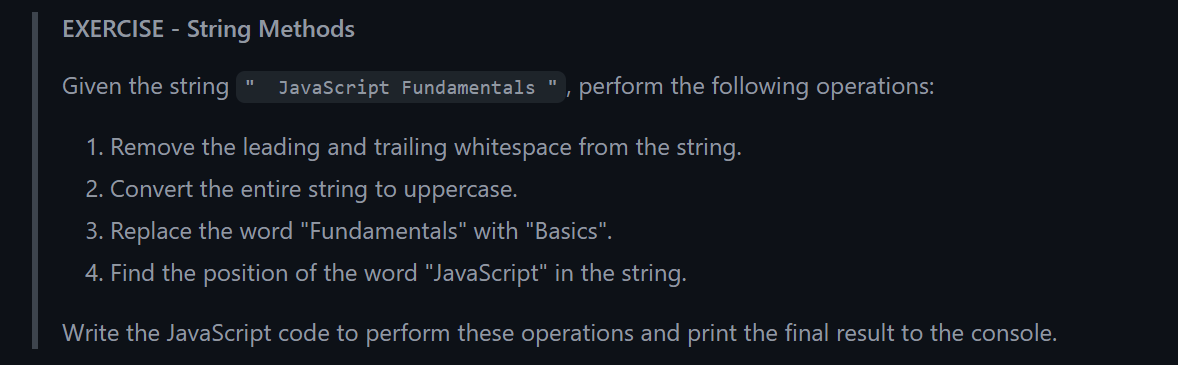 EXERCISE - String Methods
Given the string "  JavaScript Fundamentals ", perform the following operations:
1. Remove the leading and trailing whitespace from the string.
2. Convert the entire string to uppercase.
3. Replace the word "Fundamentals" with "Basics".
4. Find the position of the word "JavaScript" in the string.
Write the JavaScript code to perform these operations and print the final result to the console.